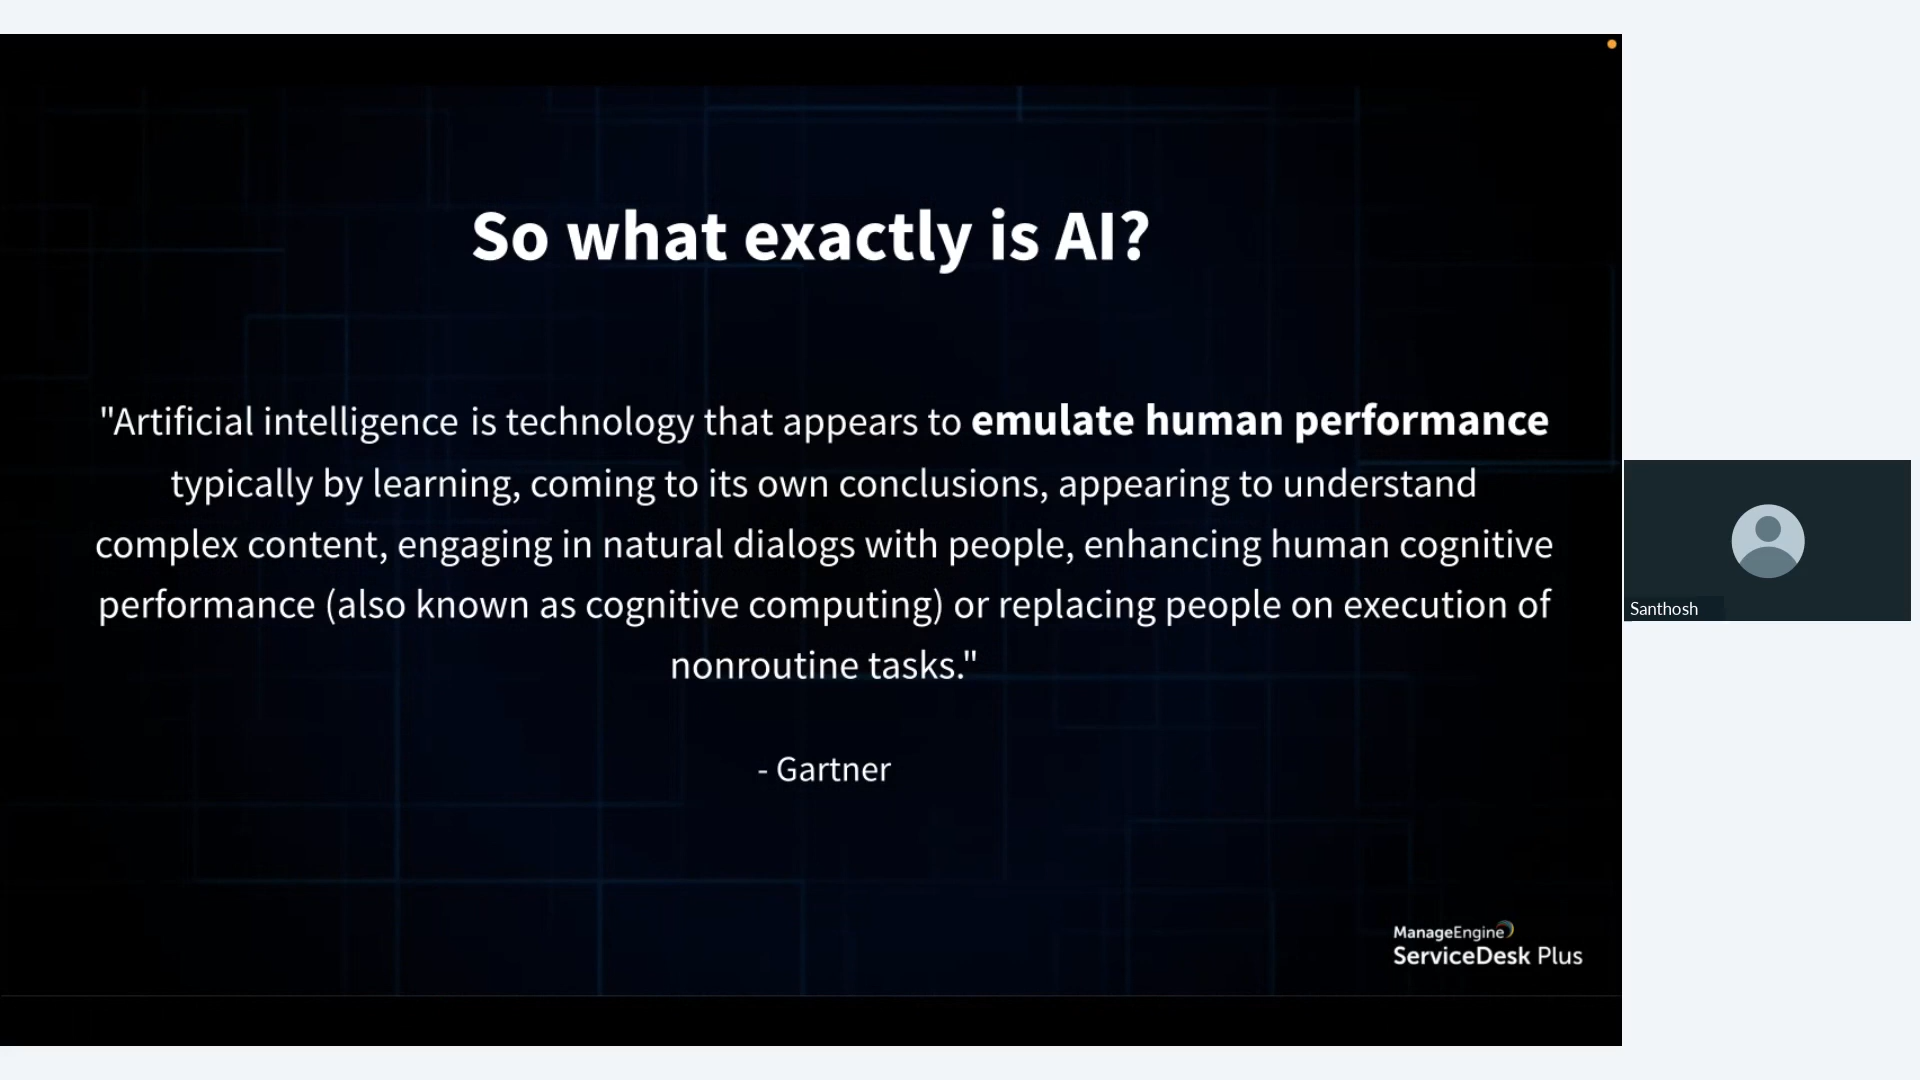 So what exactly is AI?
"Artificial intelligence is technology that appears to emulate human performance
typically by learning, coming to its own conclusions, appearing to understand
complex content, engaging in natural dialogs with people, enhancing human cognitive
performance (also known as cognitive computing) or replacing people on execution of
nonroutine tasks."
- Gartner
Santhosh
ManageEngine
ServiceDesk Plus